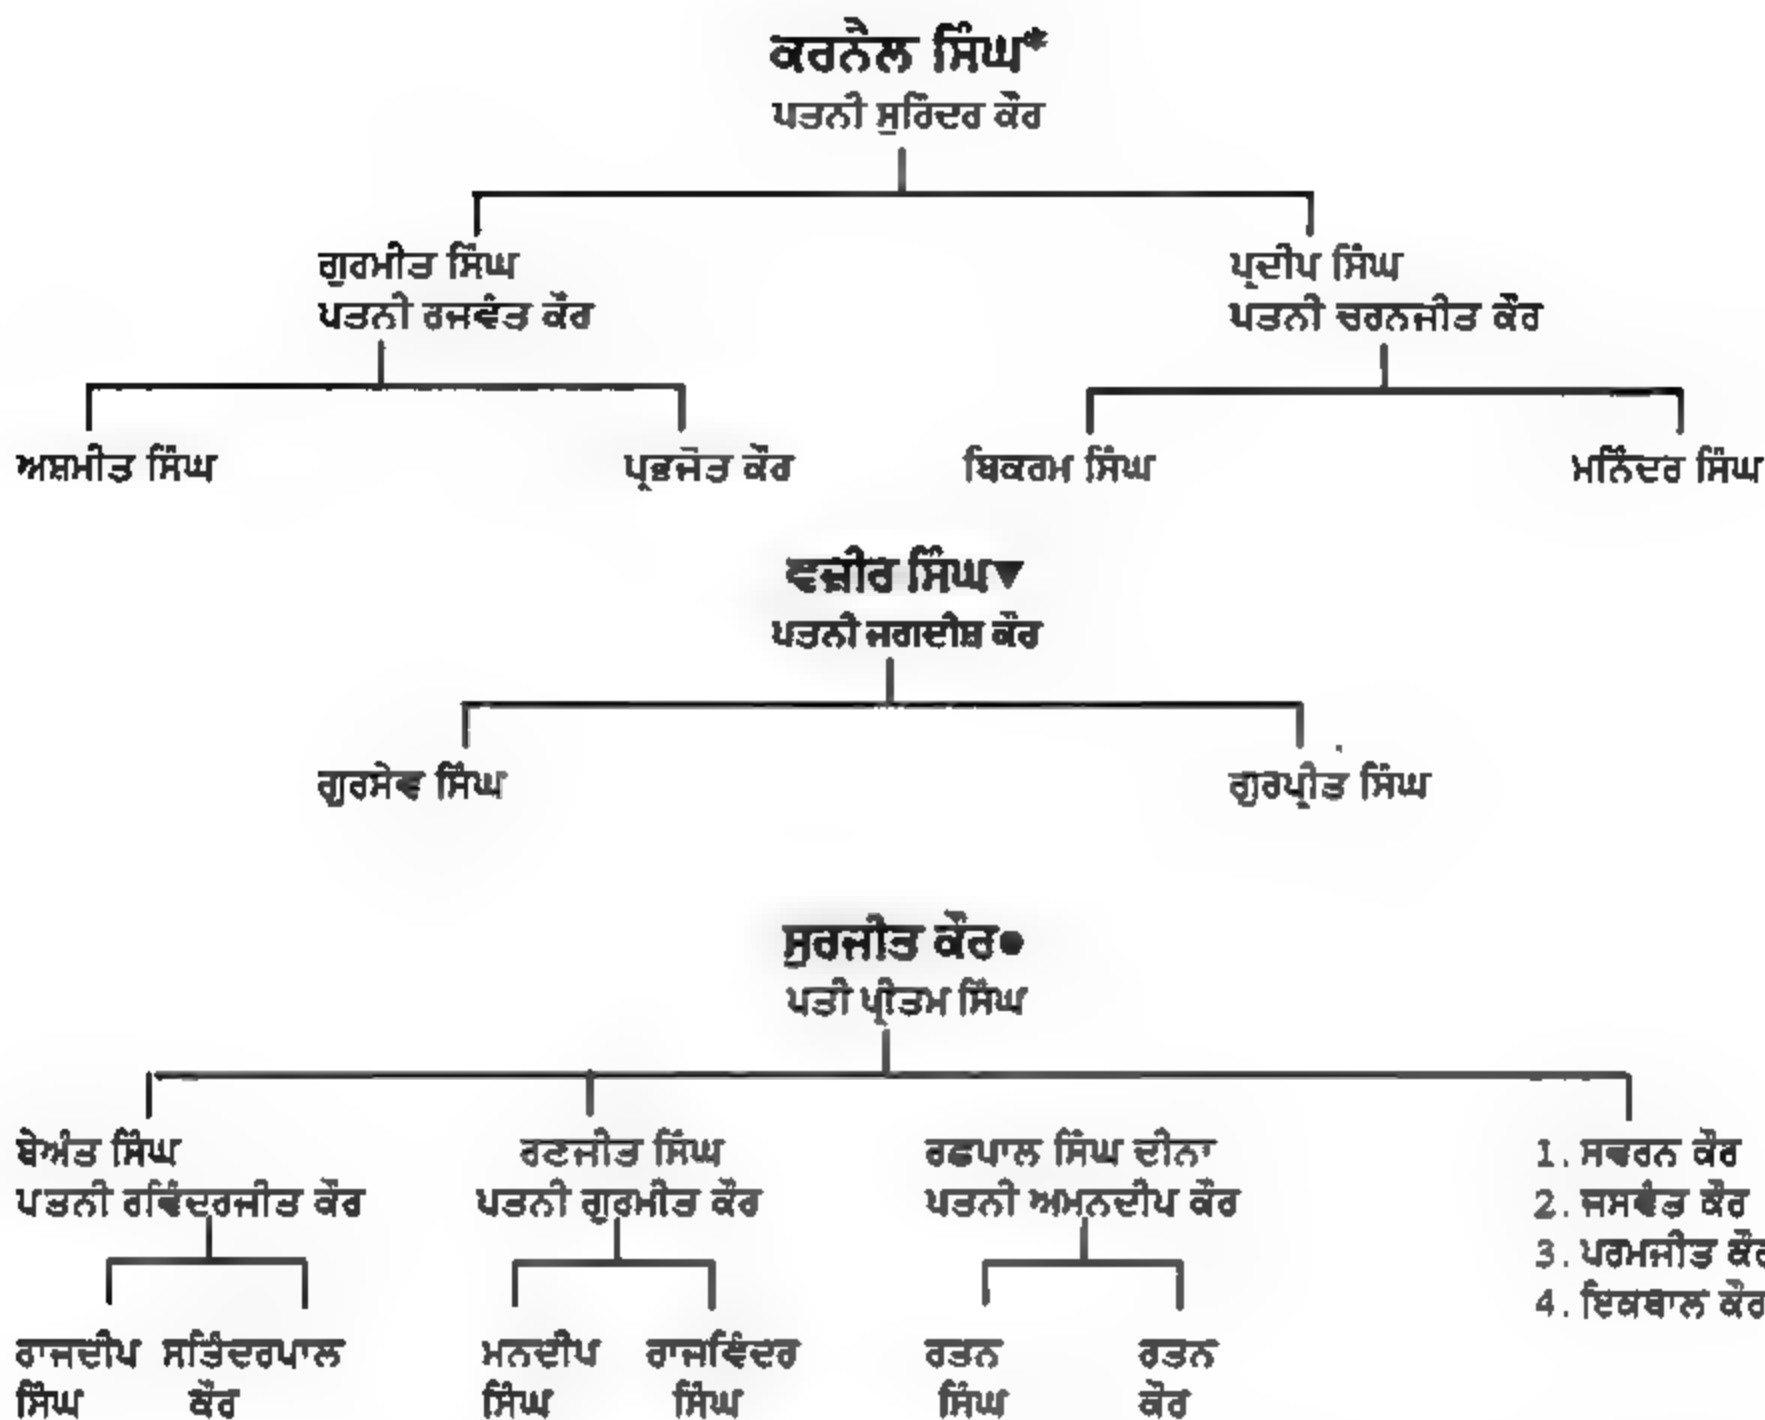 ਕਰਨੈਲ ਸਿੰਘ*
ਪਤਨੀ ਸੁਰਿੰਦਰ ਕੌਰ
ਗੁਰਮੀਤ ਸਿੰਘ ਪ੍ਰਦੀਪ ਸਿੰਘ
ਪਤਨੀ ਰਜਵੰਤ ਕੌਰ ਪਤਨੀ ਚਰਨਜੀਤ ਕੌਰ
ਅਸ਼ਮੀਤ ਸਿੰਘ ਪ੍ਰਭਜੋਤ ਕੌਰ ਬਿਕਰਮ ਸਿੰਘ ਮਨਿੰਦਰ ਸਿੰਘ
ਵਜ਼ੀਰ ਸਿੰਘ▼
ਪਤਨੀ ਜਗਦੀਸ਼ ਕੌਰ
ਗੁਰਸੇਵ ਸਿੰਘ ਗੁਰਪ੍ਰੀਤ ਸਿੰਘ
ਸੁਰਜੀਤ ਕੌਰ●
ਪਤੀ ਪ੍ਰੀਤਮ ਸਿੰਘ
ਬੇਅੰਤ ਸਿੰਘ ਰਣਜੀਤ ਸਿੰਘ ਰਛਪਾਲ ਸਿੰਘ ਦੀਨਾ 1. ਸਵਰਨ ਕੌਰ
ਪਤਨੀ ਰਵਿੰਦਰਜੀਤ ਕੌਰ ਪਤਨੀ ਗੁਰਮੀਤ ਕੌਰ ਪਤਨੀ ਅਮਨਦੀਪ ਕੌਰ 2. ਜਸਵੰਤ ਕੌਰ
3. ਪਰਮਜੀਤ ਕੌਰ
4. ਇਕਬਾਲ ਕੌਰ
ਰਾਜਦੀਪ ਸਤਿੰਦਰਪਾਲ ਮਨਦੀਪ ਰਾਜਵਿੰਦਰ ਰਤਨ ਰਤਨ
ਸਿੰਘ ਕੌਰ ਸਿੰਘ ਸਿੰਘ ਸਿੰਘ ਕੌਰ